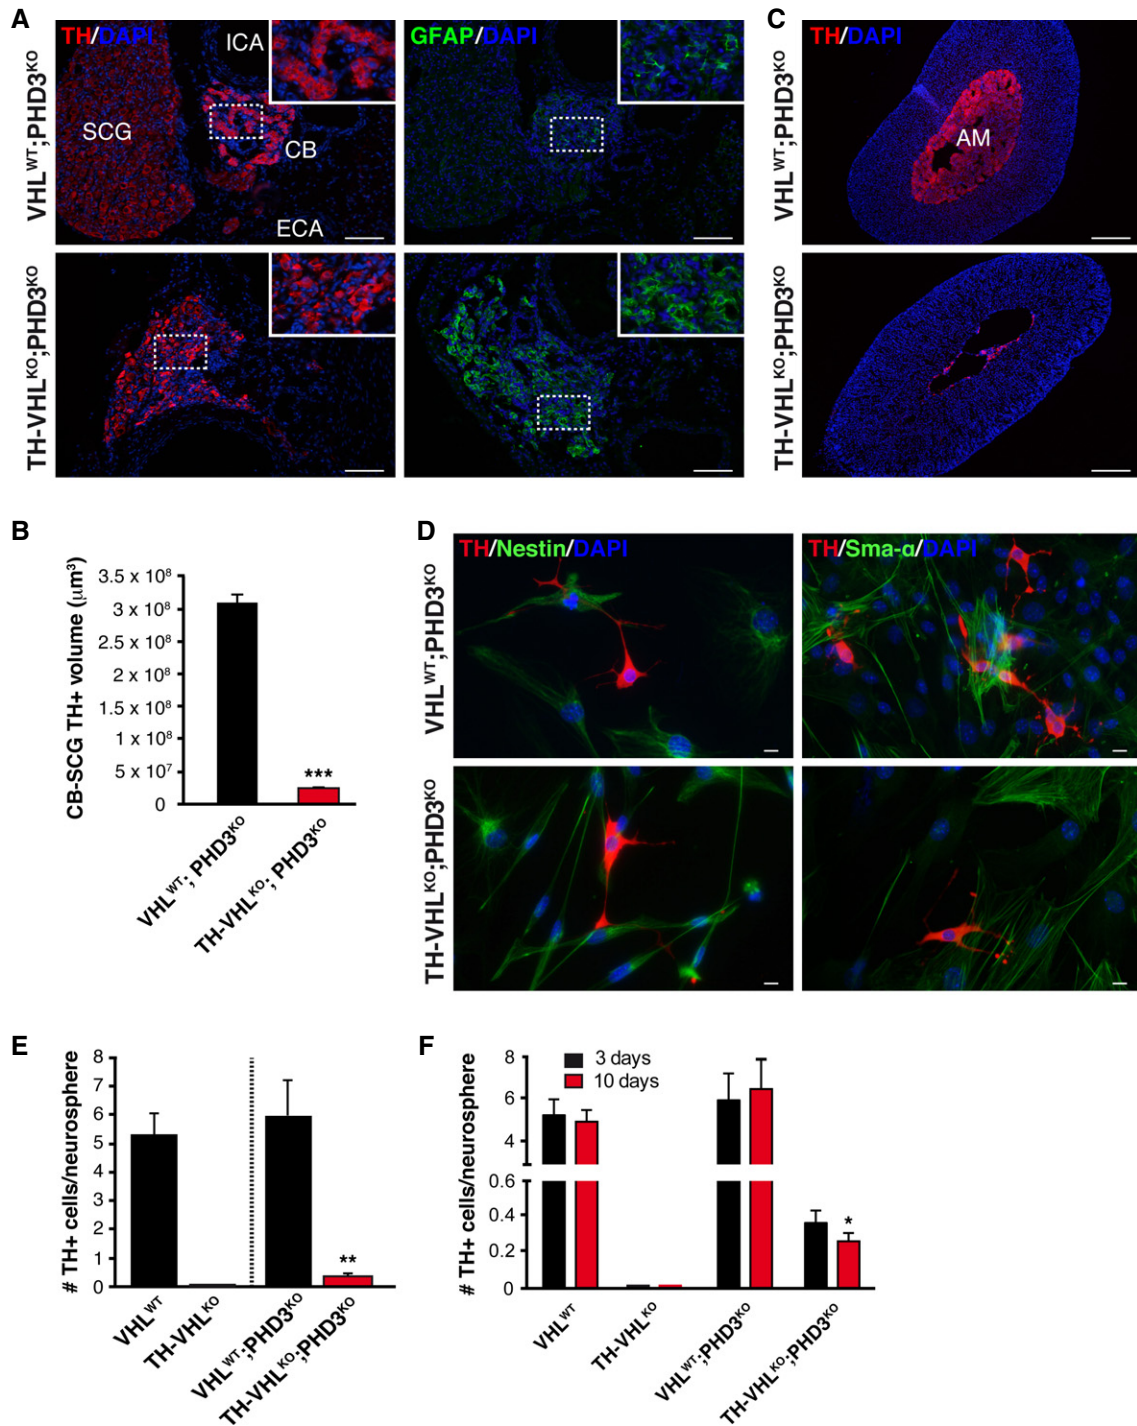 A
TH/DAPI
ICA
SCG
CB
ECA
GFAP/DAPI
VHLᵂᵀ;PHD3ᴷᴼ
TH-VHLᴷᴼ;PHD3ᴷᴼ
C
TH/DAPI
AM
VHLᵂᵀ;PHD3ᴷᴼ
TH-VHLᴷᴼ;PHD3ᴷᴼ
B
CB-SCG TH+ volume (μm³)
3.5 x 10⁸
3 x 10⁸
2.5 x 10⁸
2 x 10⁸
1.5 x 10⁸
1 x 10⁸
5 x 10⁷
0
***
VHLᵂᵀ; PHD3ᴷᴼ
TH-VHLᴷᴼ; PHD3ᴷᴼ
D
TH/Nestin/DAPI
TH/Sma-α/DAPI
VHLᵂᵀ;PHD3ᴷᴼ
TH-VHLᴷᴼ;PHD3ᴷᴼ
E
# TH+ cells/neurosphere
8
7
6
5
4
3
2
1
0
**
VHLᵂᵀ
TH-VHLᴷᴼ
VHLᵂᵀ;PHD3ᴷᴼ
TH-VHLᴷᴼ;PHD3ᴷᴼ
F
# TH+ cells/neurosphere
3 days
10 days
8
6
4
0.6
0.4
0.2
0
*
VHLᵂᵀ
TH-VHLᴷᴼ
VHLᵂᵀ;PHD3ᴷᴼ
TH-VHLᴷᴼ;PHD3ᴷᴼ